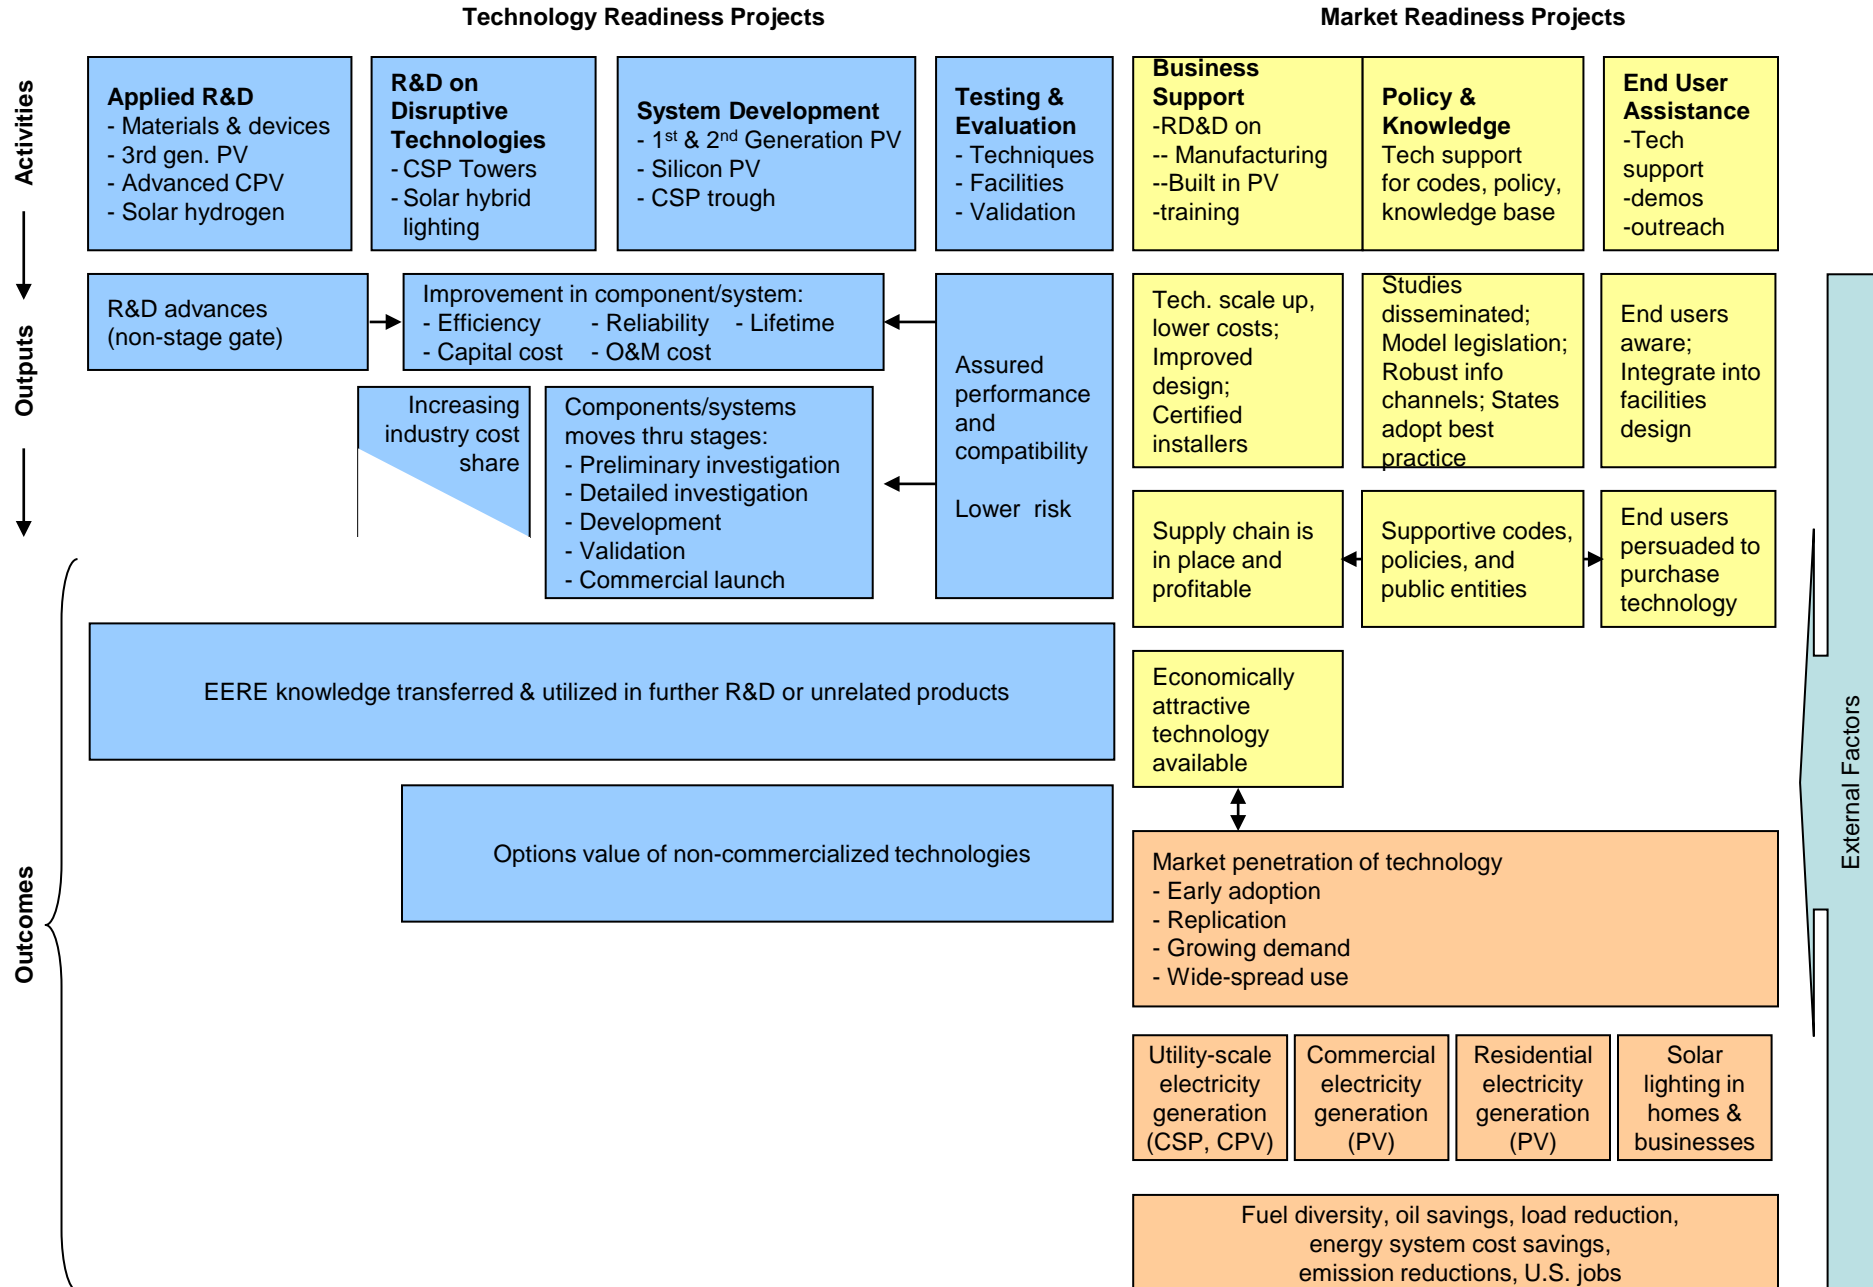 Technology Readiness Projects
Market Readiness Projects
Activities
Applied R&D
- Materials & devices
- 3rd gen. PV
- Advanced CPV
- Solar hydrogen
R&D on
Disruptive
Technologies
- CSP Towers
- Solar hybrid
lighting
System Development
- 1st & 2nd Generation PV
- Silicon PV
- CSP trough
Testing &
Evaluation
- Techniques
- Facilities
- Validation
Business
Support
-RD&D on
-- Manufacturing
--Built in PV
-training
Policy &
Knowledge
Tech support
for codes, policy,
knowledge base
End User
Assistance
-Tech
support
-demos
-outreach
Outputs
R&D advances
(non-stage gate)
Improvement in component/system:
- Efficiency - Reliability - Lifetime
- Capital cost - O&M cost
Increasing
industry cost
share
Components/systems
moves thru stages:
- Preliminary investigation
- Detailed investigation
- Development
- Validation
- Commercial launch
Assured
performance
and
compatibility
Lower risk
Tech. scale up,
lower costs;
Improved
design;
Certified
installers
Studies
disseminated;
Model legislation;
Robust info
channels; States
adopt best
practice
End users
aware;
Integrate into
facilities
design
Supply chain is
in place and
profitable
Supportive codes,
policies, and
public entities
End users
persuaded to
purchase
technology
Outcomes
EERE knowledge transferred & utilized in further R&D or unrelated products
Economically
attractive
technology
available
Options value of non-commercialized technologies
Market penetration of technology
- Early adoption
- Replication
- Growing demand
- Wide-spread use
Utility-scale
electricity
generation
(CSP, CPV)
Commercial
electricity
generation
(PV)
Residential
electricity
generation
(PV)
Solar
lighting in
homes &
businesses
Fuel diversity, oil savings, load reduction,
energy system cost savings,
emission reductions, U.S. jobs
External Factors